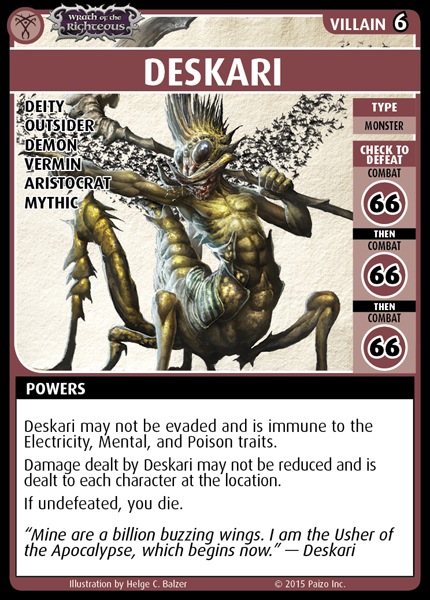 Wrath of the
Righteous
VILLAIN 6
DESKARI
DEITY
OUTSIDER
DEMON
VERMIN
ARISTOCRAT
MYTHIC
TYPE
MONSTER
CHECK TO
DEFEAT
COMBAT
66
THEN
COMBAT
66
THEN
COMBAT
66
POWERS
Deskari may not be evaded and is immune to the
Electricity, Mental, and Poison traits.
Damage dealt by Deskari may not be reduced and is
dealt to each character at the location.
If undefeated, you die.
“Mine are a billion buzzing wings. I am the Usher of
the Apocalypse, which begins now.” — Deskari
Illustration by Helge C. Balzer
© 2015 Paizo Inc.